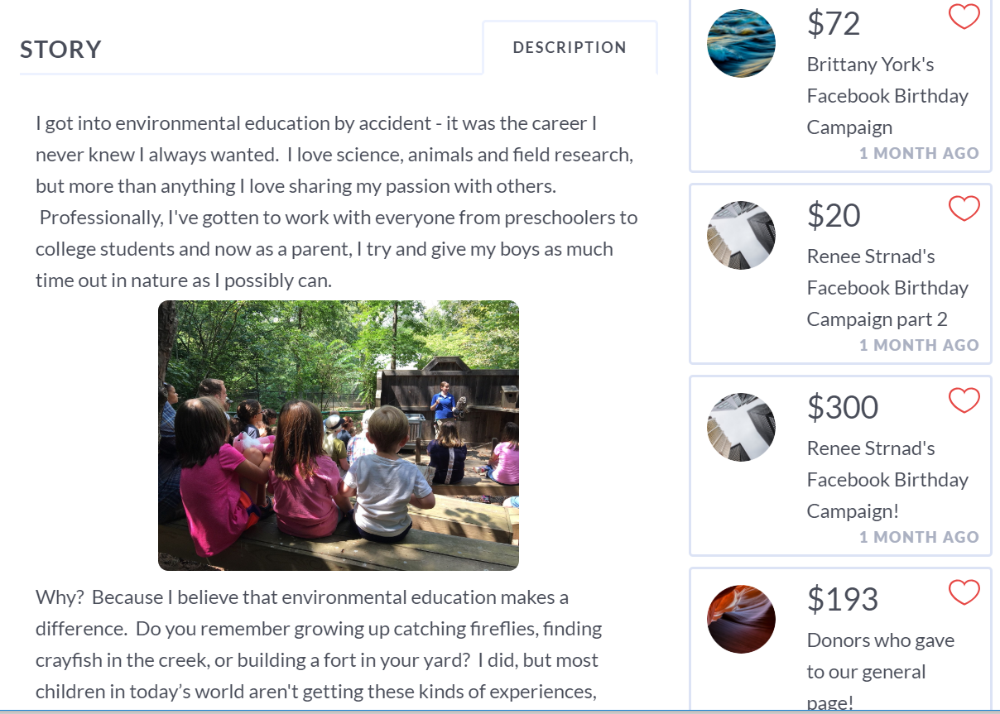 STORY
DESCRIPTION
I got into environmental education by accident - it was the career I
never knew I always wanted.  I love science, animals and field research,
but more than anything I love sharing my passion with others.
 Professionally, I've gotten to work with everyone from preschoolers to
college students and now as a parent, I try and give my boys as much
time out in nature as I possibly can.
Why?  Because I believe that environmental education makes a
difference.  Do you remember growing up catching fireflies, finding
crayfish in the creek, or building a fort in your yard?  I did, but most
children in today’s world aren't getting these kinds of experiences,
$72
Brittany York's
Facebook Birthday
Campaign
1 MONTH AGO
$20
Renee Strnad's
Facebook Birthday
Campaign part 2
1 MONTH AGO
$300
Renee Strnad's
Facebook Birthday
Campaign!
1 MONTH AGO
$193
Donors who gave
to our general
page!